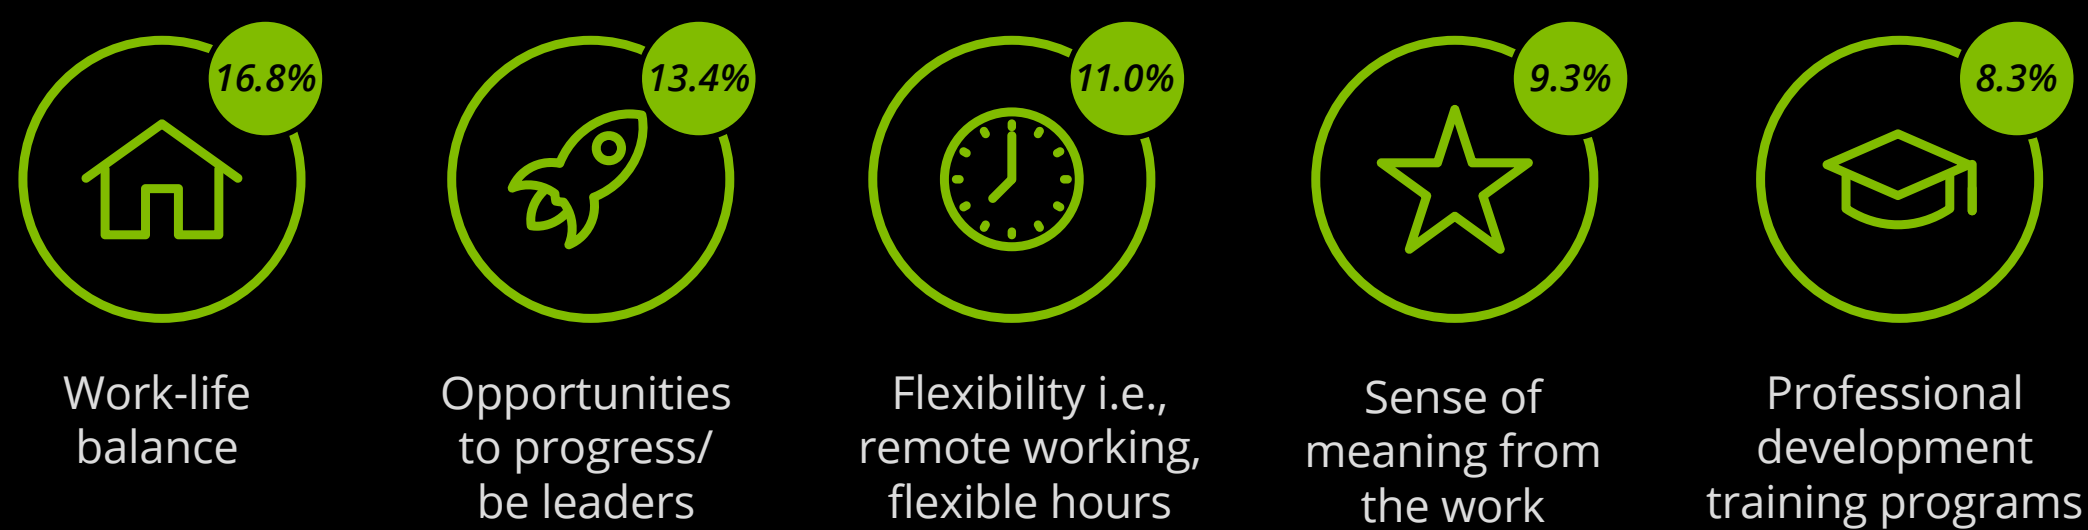 16.8%
Work-life
balance
13.4%
Opportunities
to progress/
be leaders
11.0%
Flexibility i.e.,
remote working,
flexible hours
9.3%
Sense of
meaning from
the work
8.3%
Professional
development
training programs